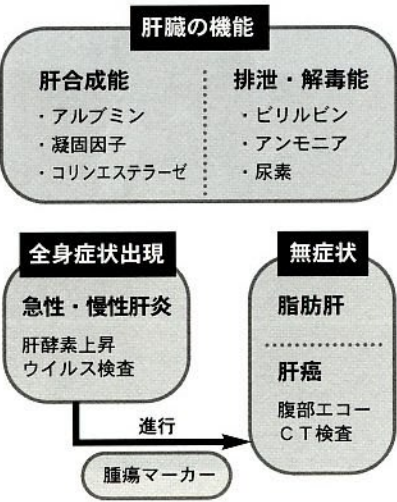 肝臓の機能
肝合成能
・アルブミン
・凝固因子
・コリンエステラーゼ
排泄・解毒能
・ビリルビン
・アンモニア
・尿素
全身症状出現
急性・慢性肝炎
肝酵素上昇
ウイルス検査
無症状
脂肪肝
肝癌
腹部エコー
ＣＴ検査
進行
腫瘍マーカー